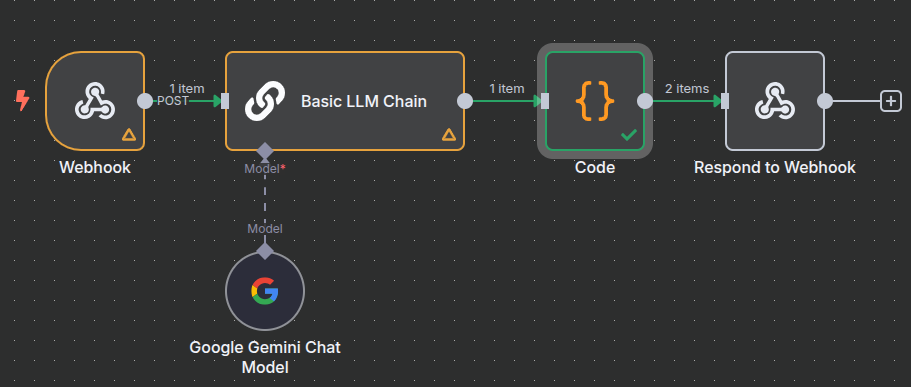 1 item
POST
Basic LLM Chain
1 item
{}
2 items
Webhook
Model*
Code
Respond to Webhook
Model
Google Gemini Chat
Model